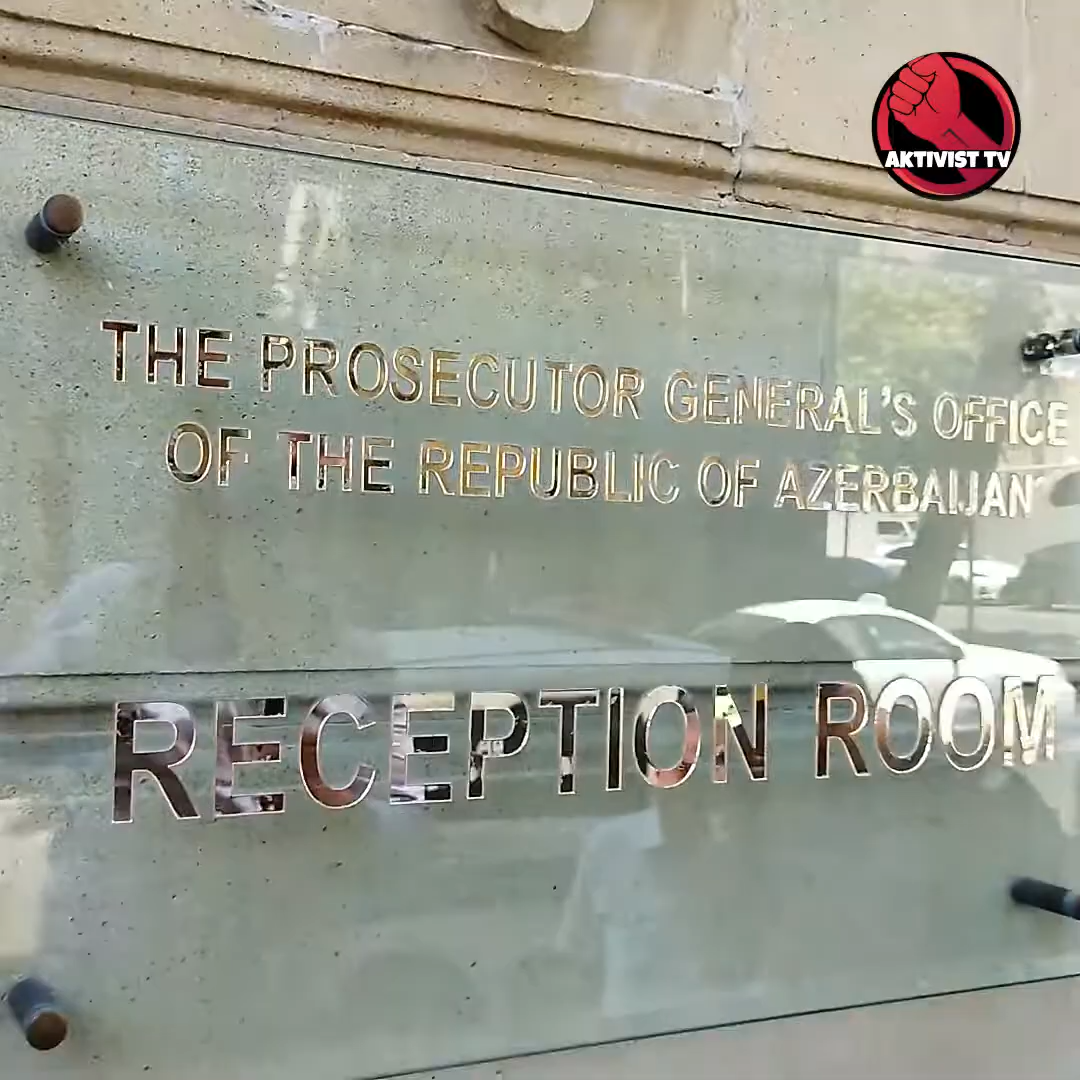 AKTIVIST TV
THE PROSECUTOR GENERAL'S OFFICE
OF THE REPUBLIC OF AZERBAIJAN
RECEPTION ROOM